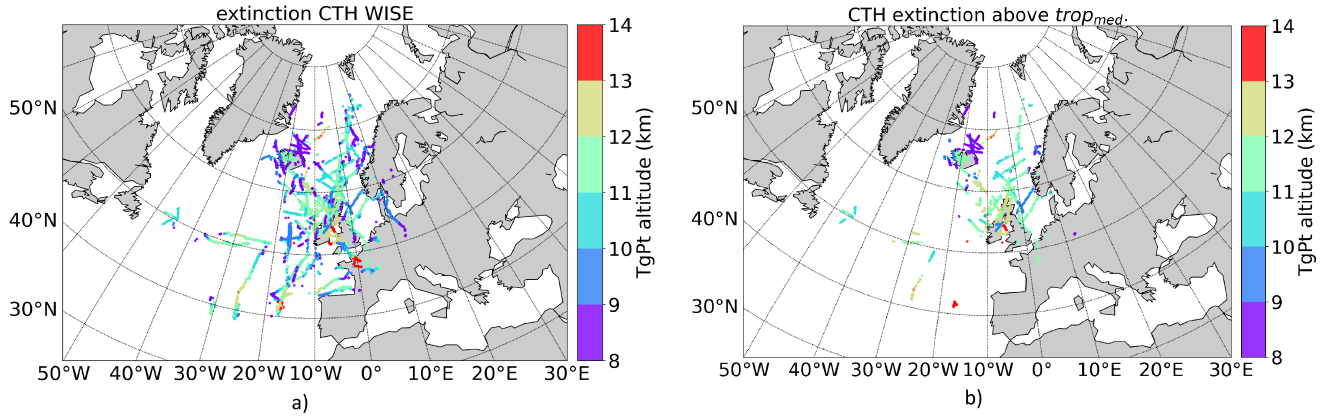 extinction CTH WISE
50°N
40°N
30°N
50°W 40°W 30°W 20°W 10°W 0° 10°E 20°E 30°E
14
13
12
11
10
9
8
TgPt altitude (km)
a)
CTH extinction above trop_med.
50°N
40°N
30°N
50°W 40°W 30°W 20°W 10°W 0° 10°E 20°E 30°E
14
13
12
11
10
9
8
TgPt altitude (km)
b)